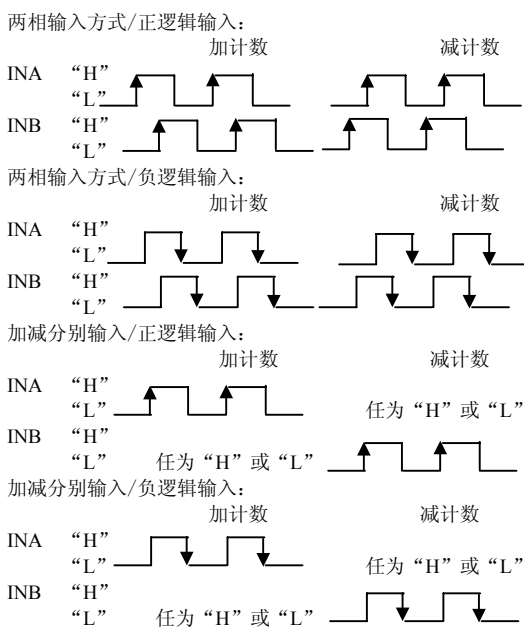 两相输入方式/正逻辑输入：
加计数 减计数
INA “H”
“L”
INB “H”
“L”
两相输入方式/负逻辑输入：
加计数 减计数
INA “H”
“L”
INB “H”
“L”
加减分别输入/正逻辑输入：
加计数 减计数
INA “H”
“L” 任为“H”或“L”
INB “H”
“L” 任为“H”或“L”
加减分别输入/负逻辑输入：
加计数 减计数
INA “H”
“L” 任为“H”或“L”
INB “H”
“L” 任为“H”或“L”